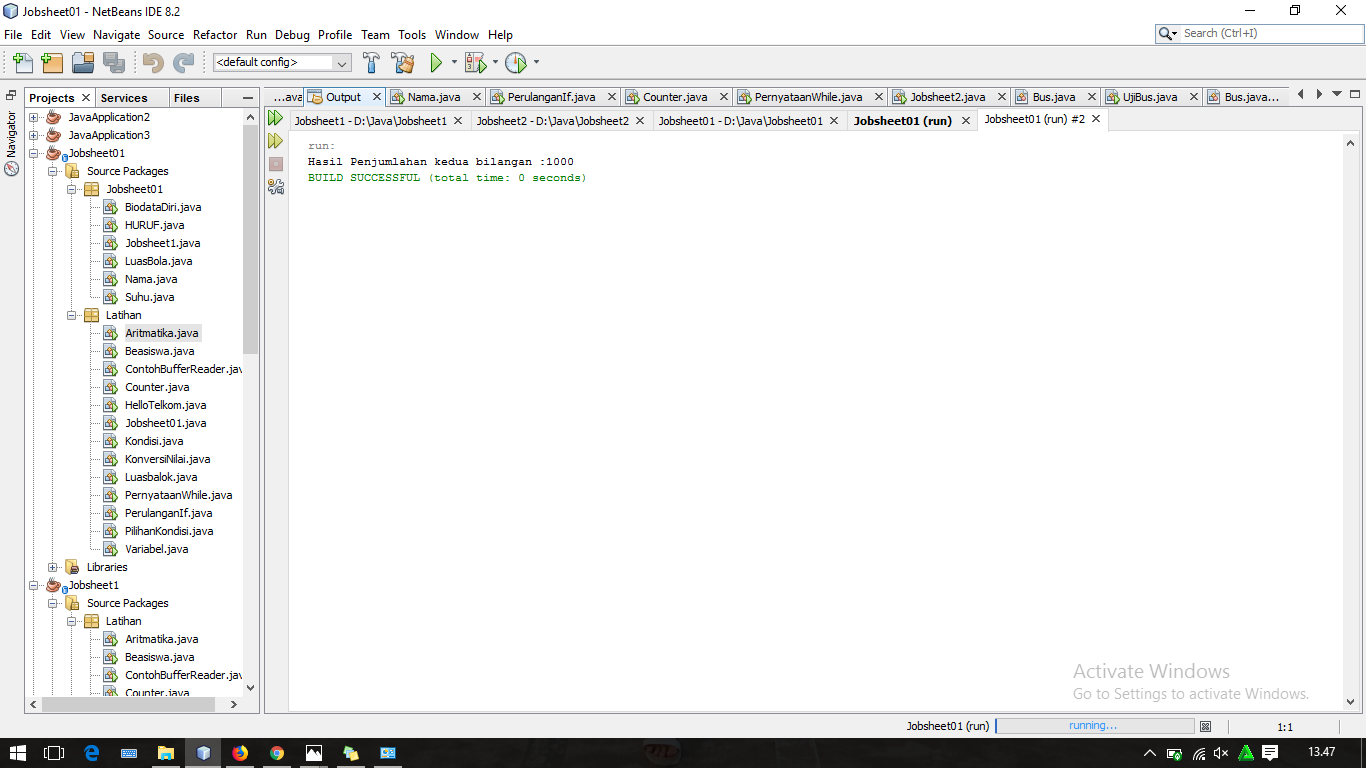 Jobsheet01 - NetBeans IDE 8.2
File Edit View Navigate Source Refactor Run Debug Profile Team Tools Window Help
Search (Ctrl+I)
<default config>
Projects Services Files
...ava Output Nama.java PerulanganIf.java Counter.java PernyataanWhile.java Jobsheet2.java Bus.java UjiBus.java Bus.java...
Navigator
Jobsheet1 - D:\Java\Jobsheet1 Jobsheet2 - D:\Java\Jobsheet2 Jobsheet01 - D:\Java\Jobsheet01 Jobsheet01 (run) Jobsheet01 (run) #2
JavaApplication2
JavaApplication3
Jobsheet01
Source Packages
Jobsheet01
BiodataDiri.java
HURUF.java
Jobsheet1.java
LuasBola.java
Nama.java
Suhu.java
Latihan
Aritmatika.java
Beasiswa.java
ContohBufferReader.jav
Counter.java
HelloTelkom.java
Jobsheet01.java
Kondisi.java
KonversiNilai.java
Luasbalok.java
PernyataanWhile.java
PerulanganIf.java
PilihanKondisi.java
Variabel.java
Libraries
Jobsheet1
Source Packages
Latihan
Aritmatika.java
Beasiswa.java
ContohBufferReader.jav
Counter.java
run:
Hasil Penjumlahan kedua bilangan :1000
BUILD SUCCESSFUL (total time: 0 seconds)
Activate Windows
Go to Settings to activate Windows.
Jobsheet01 (run) running... 1:1
13.47